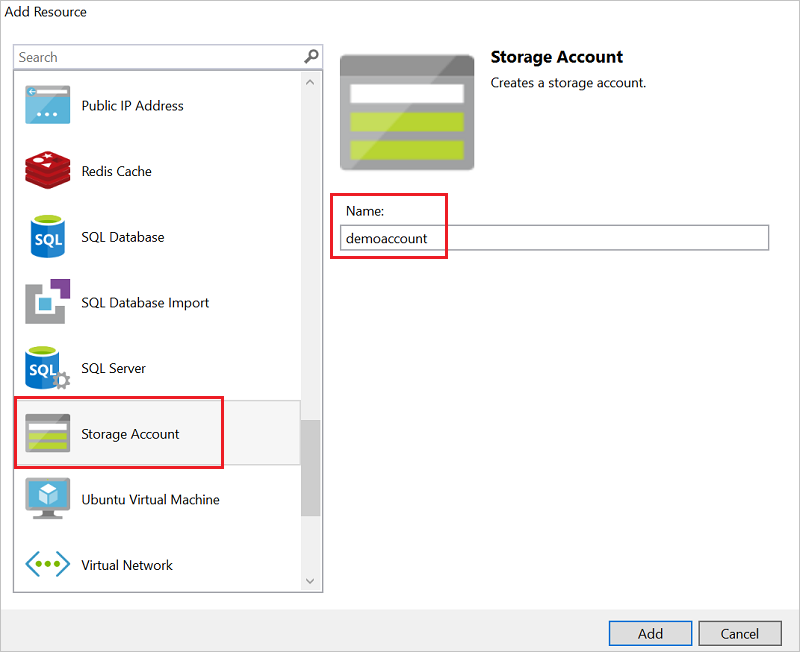 Add Resource
Search
Public IP Address
Redis Cache
SQL
SQL Database
SQL Database Import
SQL
SQL Server
Storage Account
Ubuntu Virtual Machine
Virtual Network
Storage Account
Creates a storage account.
Name:
demoaccount
Add
Cancel